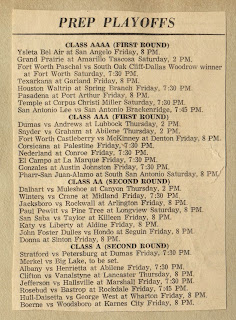 PREP PLAYOFFS
CLASS AAAA (FIRST ROUND)
Ysleta Bel Air at San Angelo Friday, 8 PM.
Grand Prairie at Amarillo Tascosa Saturday, 2 PM.
Fort Worth Paschal vs South Oak Cliff-Dallas Woodrow winner
at Fort Worth Saturday, 7:30 PM.
Texarkana at Garland Friday, 8 PM.
Houston Waltrip at Spring Branch Friday, 7:30 PM.
Pasadena at Port Arthur Friday, 8 PM.
Temple at Corpus Christi Miller Saturday, 7:30 PM.
San Antonio Lee vs San Antonio Brackenridge, 7:45 PM.
CLASS AAA (FIRST ROUND)
Dumas vs Andrews at Lubbock Thursday, 2 PM.
Snyder vs Graham at Abilene Thursday, 2 PM.
Fort Worth Castleberry vs McKinney at Denton Friday, 8 PM.
Corsicana at Palestine Friday, 7:30 PM.
Nederland at Conroe Friday, 7:30 PM.
El Campo at La Marque Friday, 7:30 PM.
Gonzales at Austin Johnston Friday, 7:30 PM.
Pharr-San Juan-Alamo at South San Antonio Saturday, 8 PM.
CLASS AA (SECOND ROUND)
Dalhart vs Muleshoe at Canyon Thursday, 2 PM.
Winters vs Crane at Midland Friday, 7:30 PM.
Jacksboro vs Rockwall at Arlington Friday, 8 PM.
Paul Pewitt vs Pine Tree at Longview Saturday, 8 PM.
San Saba vs Taylor at Killeen Friday, 8 PM.
Katy vs Liberty at Aldine Friday, 8 PM.
John Foster Dulles vs Hondo at Seguin Friday, 8 PM.
Donna at Sinton Friday, 8 PM.
CLASS A (SECOND ROUND)
Stratford vs Petersburg at Dumas Friday, 7:30 PM.
Merkel vs Big Lake, to be set.
Albany vs Henrietta at Abilene Friday, 7:30 PM.
Clifton vs Vanalstyne at Lancaster Thursday, 8 PM.
Jefferson vs Hallsville at Marshall Friday, 7:30 PM.
Rosebud vs Bastrop at Rockdale Friday, 7:45 PM.
Hull-Daisetta vs George West at Wharton Friday, 8 PM.
Boerne vs Woodsboro at Karnes City Friday, 8 PM.